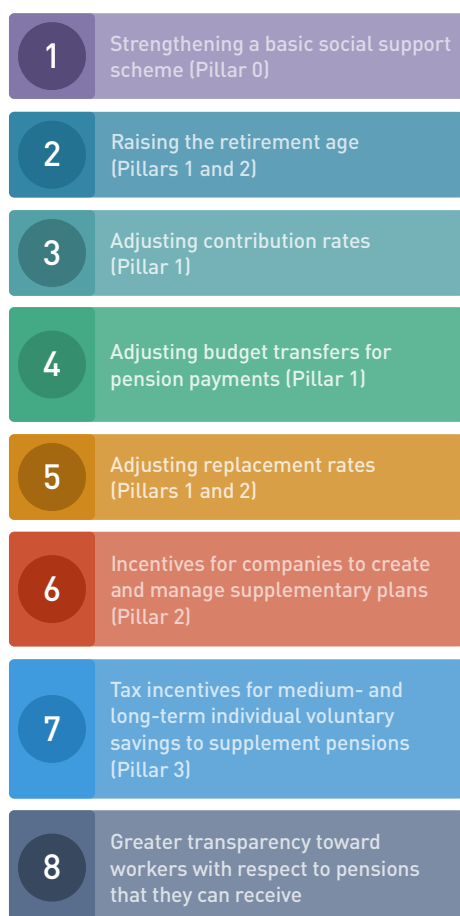 1
Strengthening a basic social support
scheme (Pillar 0)
2
Raising the retirement age
(Pillars 1 and 2)
3
Adjusting contribution rates
(Pillar 1)
4
Adjusting budget transfers for
pension payments (Pillar 1)
5
Adjusting replacement rates
(Pillars 1 and 2)
6
Incentives for companies to create
and manage supplementary plans
(Pillar 2)
7
Tax incentives for medium- and
long-term individual voluntary
savings to supplement pensions
(Pillar 3)
8
Greater transparency toward
workers with respect to pensions
that they can receive